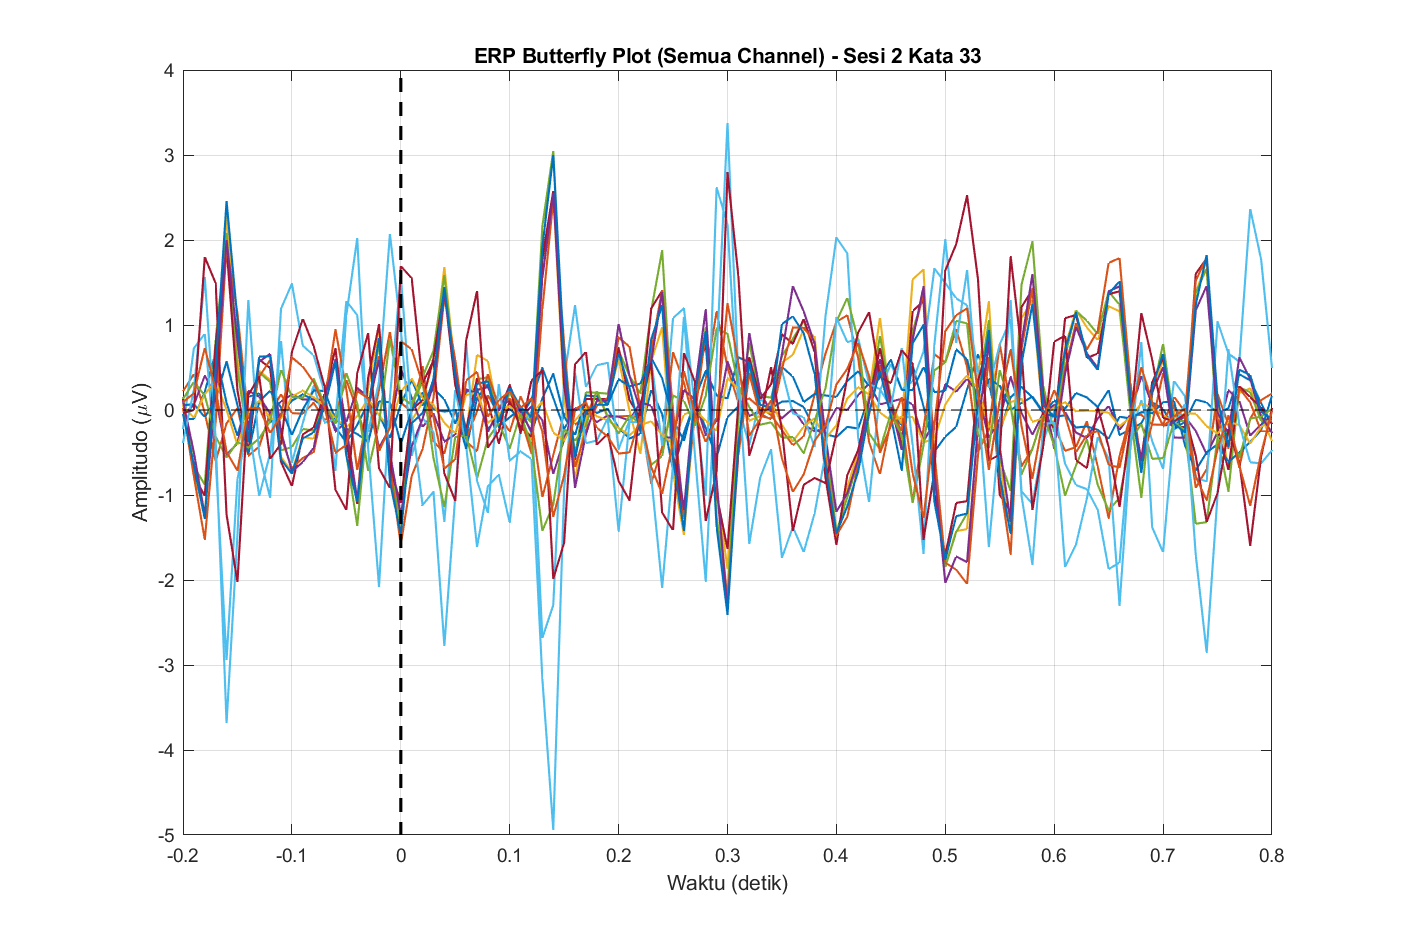 ERP Butterfly Plot (Semua Channel) - Sesi 2 Kata 33
4
3
2
1
0
-1
-2
-3
-4
-5
Amplitudo (μV)
-0.2 -0.1 0 0.1 0.2 0.3 0.4 0.5 0.6 0.7 0.8
Waktu (detik)